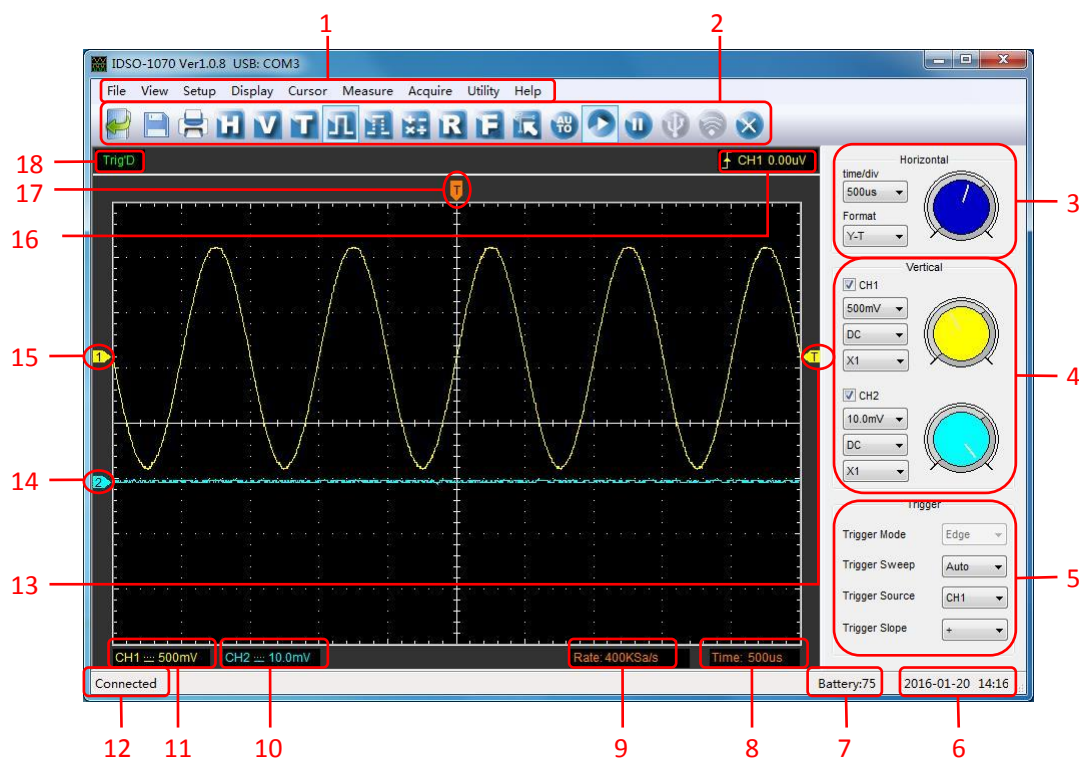 1
2
IDSO-1070 Ver1.0.8 USB: COM3
File View Setup Display Cursor Measure Acquire Utility Help
H V T R F AUTO
18
Trig'D
CH1 0.00uV
17
T
16
Horizontal
time/div
500us
Format
Y-T
3
Vertical
CH1
500mV
DC
X1
CH2
10.0mV
DC
X1
4
15
1
T
14
2
13
Trigger
Trigger Mode Edge
Trigger Sweep Auto
Trigger Source CH1
Trigger Slope +
5
CH1 500mV
CH2 10.0mV
Rate: 400KSa/s
Time: 500us
Connected
Battery:75
2016-01-20 14:16
12
11
10
9
8
7
6